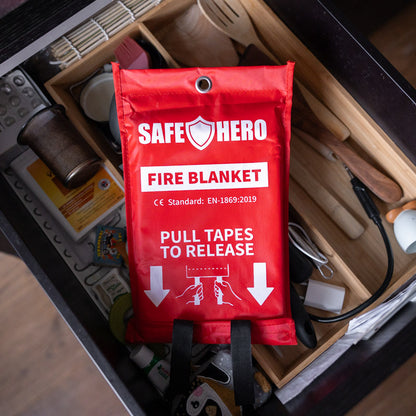 SAFE HERO
FIRE BLANKET
CE Standard: EN-1869:2019
PULL TAPES
TO RELEASE